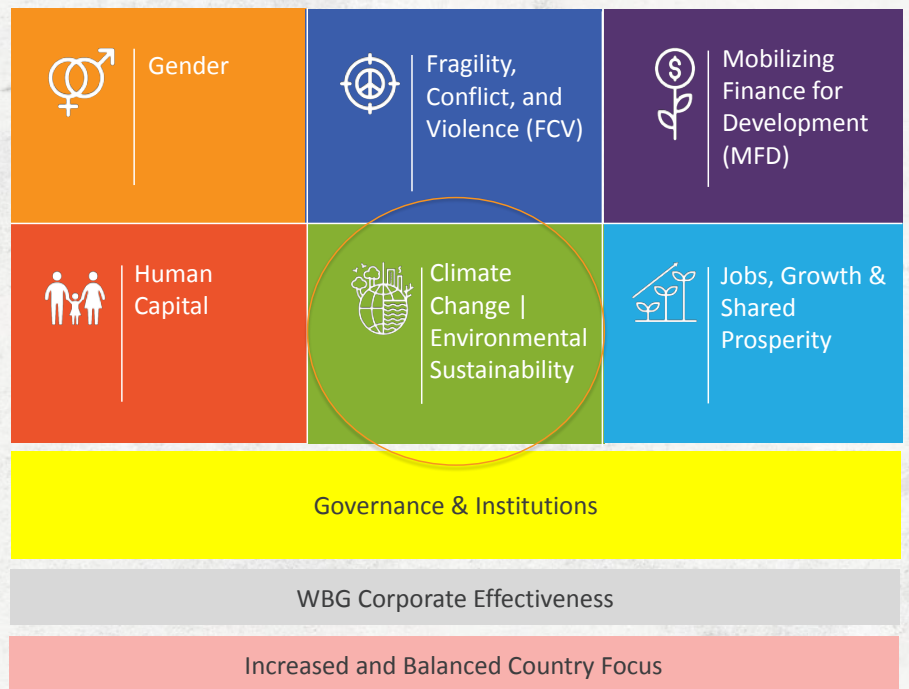 Gender
Fragility,
Conflict, and
Violence (FCV)
Mobilizing
Finance for
Development
(MFD)
Human
Capital
Climate
Change |
Environmental
Sustainability
Jobs, Growth &
Shared
Prosperity
Governance & Institutions
WBG Corporate Effectiveness
Increased and Balanced Country Focus